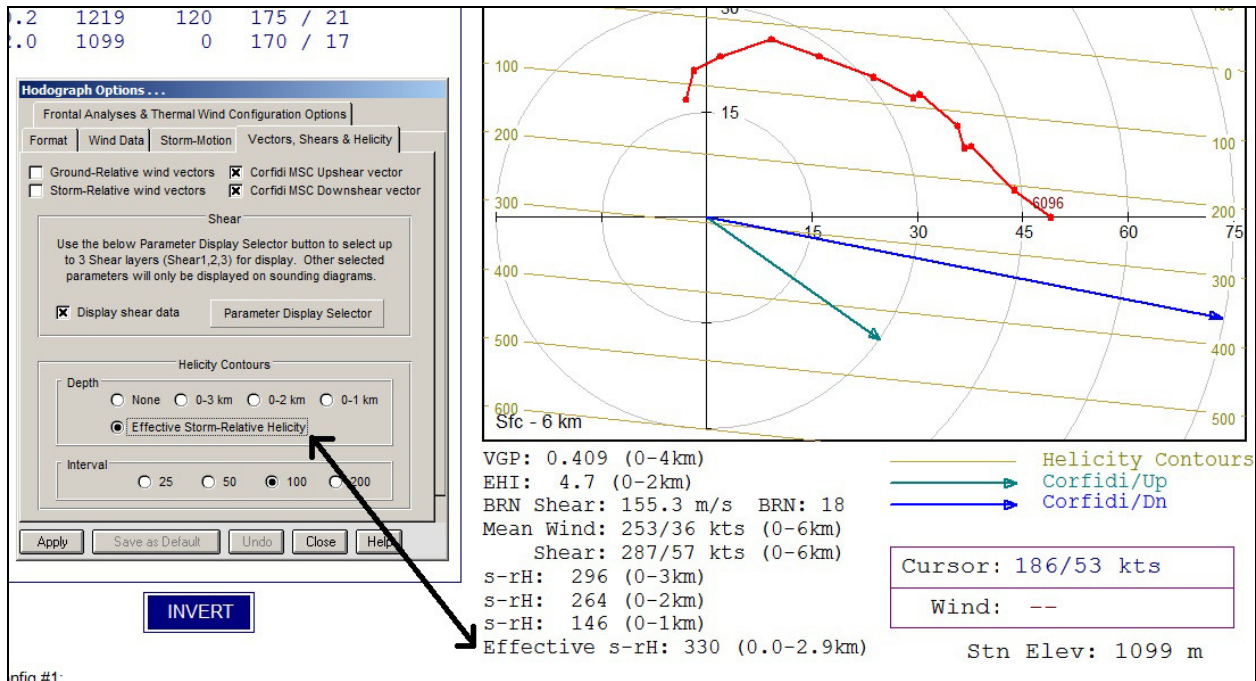 .2 1219 120 175 / 21
.0 1099 0 170 / 17
Hodograph Options . . .
Frontal Analyses & Thermal Wind Configuration Options
Format Wind Data Storm-Motion Vectors, Shears & Helicity
Ground-Relative wind vectors Corfidi MSC Upshear vector
Storm-Relative wind vectors Corfidi MSC Downshear vector
Shear
Use the below Parameter Display Selector button to select up
to 3 Shear layers (Shear1,2,3) for display. Other selected
parameters will only be displayed on sounding diagrams.
Display shear data Parameter Display Selector
Helicity Contours
Depth
None 0-3 km 0-2 km 0-1 km
Effective Storm-Relative Helicity
Interval
25 50 100 200
Apply Save as Default Undo Close Help
INVERT
nfig #1:
30
100
0
15
200
100
300
6096
200
15 30 45 60 75
400
300
500
400
600
500
Sfc - 6 km
VGP: 0.409 (0-4km)
EHI: 4.7 (0-2km)
BRN Shear: 155.3 m/s BRN: 18
Mean Wind: 253/36 kts (0-6km)
Shear: 287/57 kts (0-6km)
s-rH: 296 (0-3km)
s-rH: 264 (0-2km)
s-rH: 146 (0-1km)
Effective s-rH: 330 (0.0-2.9km)
Helicity Contours
Corfidi/Up
Corfidi/Dn
Cursor: 186/53 kts
Wind: --
Stn Elev: 1099 m